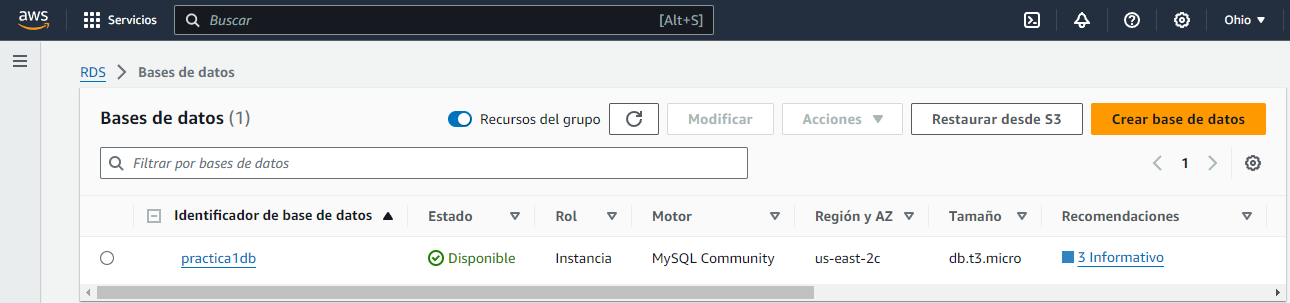 aws Servicios Buscar [Alt+S] Ohio
RDS Bases de datos
Bases de datos (1) Recursos del grupo Modificar Acciones Restaurar desde S3 Crear base de datos
Filtrar por bases de datos 1
Identificador de base de datos Estado Rol Motor Región y AZ Tamaño Recomendaciones
practica1db Disponible Instancia MySQL Community us-east-2c db.t3.micro 3 Informativo